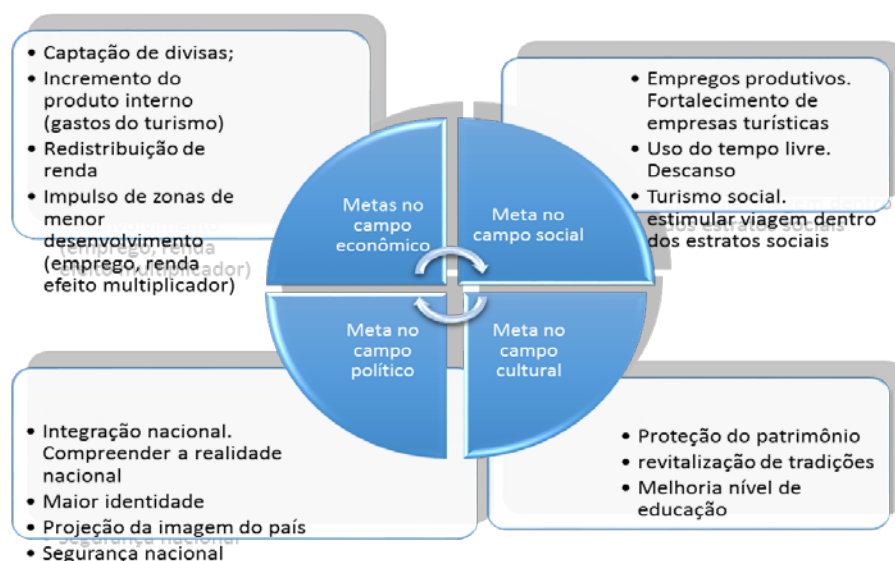 • Captação de divisas;
• Incremento do
produto interno
(gastos do turismo)
• Redistribuição de
renda
• Impulso de zonas de
menor
desenvolvimento
(emprego, renda
efeito multiplicador)
• Empregos produtivos.
Fortalecimento de
empresas turísticas
• Uso do tempo livre.
Descanso
• Turismo social.
estimular viagem dentro
dos estratos sociais
Metas no
campo
econômico
Meta no
campo social
Meta no
campo
político
Meta no
campo
cultural
• Integração nacional.
Compreender a realidade
nacional
• Maior identidade
• Projeção da imagem do país
• Segurança nacional
• Proteção do patrimônio
• revitalização de tradições
• Melhoria nível de
educação